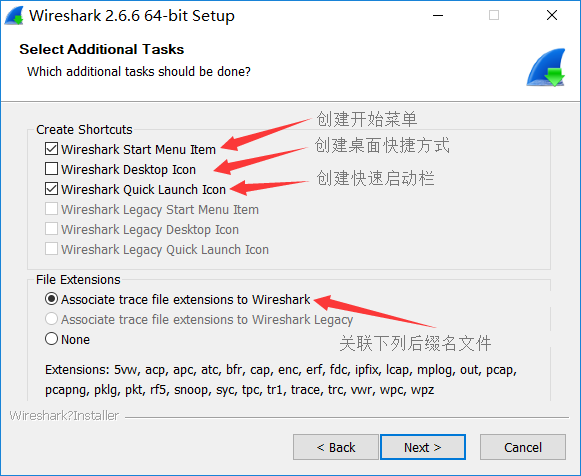 Wireshark 2.6.6 64-bit Setup
Select Additional Tasks
Which additional tasks should be done?
创建开始菜单
Create Shortcuts
Wireshark Start Menu Item
创建桌面快捷方式
Wireshark Desktop Icon
创建快速启动栏
Wireshark Quick Launch Icon
Wireshark Legacy Start Menu Item
Wireshark Legacy Desktop Icon
Wireshark Legacy Quick Launch Icon
File Extensions
Associate trace file extensions to Wireshark
Associate trace file extensions to Wireshark Legacy
None
关联下列后缀名文件
Extensions: 5vw, acp, apc, atc, bfr, cap, enc, erf, fdc, ipfix, lcap, mplog, out, pcap,
pcapng, pklg, pkt, rf5, snoop, syc, tpc, tr1, trace, trc, vwr, wpc, wpz
Wireshark?Installer
< Back
Next >
Cancel